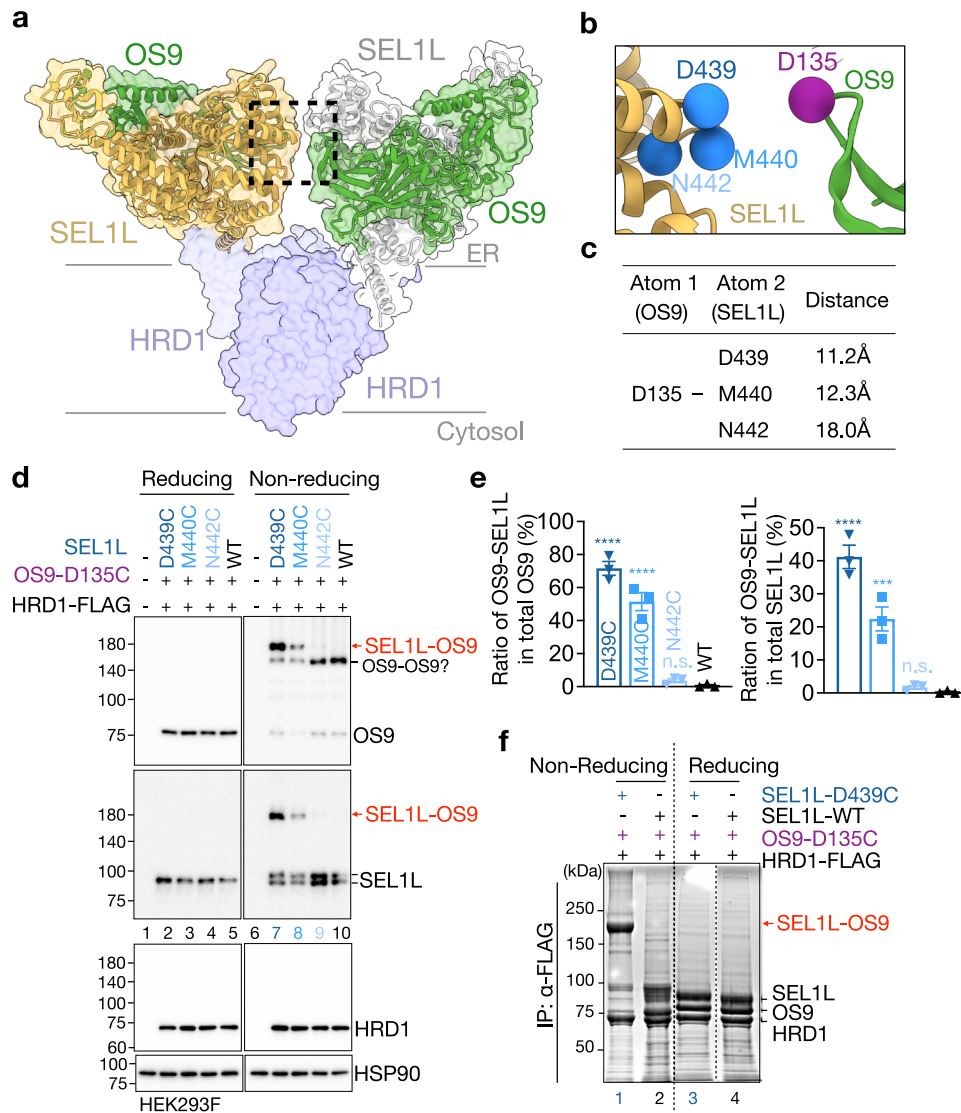 a
OS9
SEL1L
SEL1L
OS9
ER
HRD1
HRD1
Cytosol
b
D439
D135
OS9
M440
N442
SEL1L
c
Atom 1 (OS9) Atom 2 (SEL1L) Distance
D439 11.2Å
D135 – M440 12.3Å
N442 18.0Å
d
Reducing Non-reducing
SEL1L - D439C M440C N442C WT - D439C M440C N442C WT
OS9-D135C - + + + + - + + + +
HRD1-FLAG - + + + + - + + + +
180
140
100
75
SEL1L-OS9
OS9-OS9?
OS9
180
140
100
75
SEL1L-OS9
SEL1L
1 2 3 4 5 6 7 8 9 10
180
140
100
75
60
HRD1
100
75
HSP90
HEK293F
e
Ratio of OS9-SEL1L
in total OS9 (%)
100
80
60
40
20
0
**** **** n.s.
D439C M440C N442C WT
Ration of OS9-SEL1L
in total SEL1L (%)
50
40
30
20
10
0
**** *** n.s.
f
Non-Reducing Reducing
+ - + - SEL1L-D439C
- + - + SEL1L-WT
+ + + + OS9-D135C
+ + + + HRD1-FLAG
(kDa)
250
150
100
75
50
IP: α-FLAG
SEL1L-OS9
SEL1L
OS9
HRD1
1 2 3 4